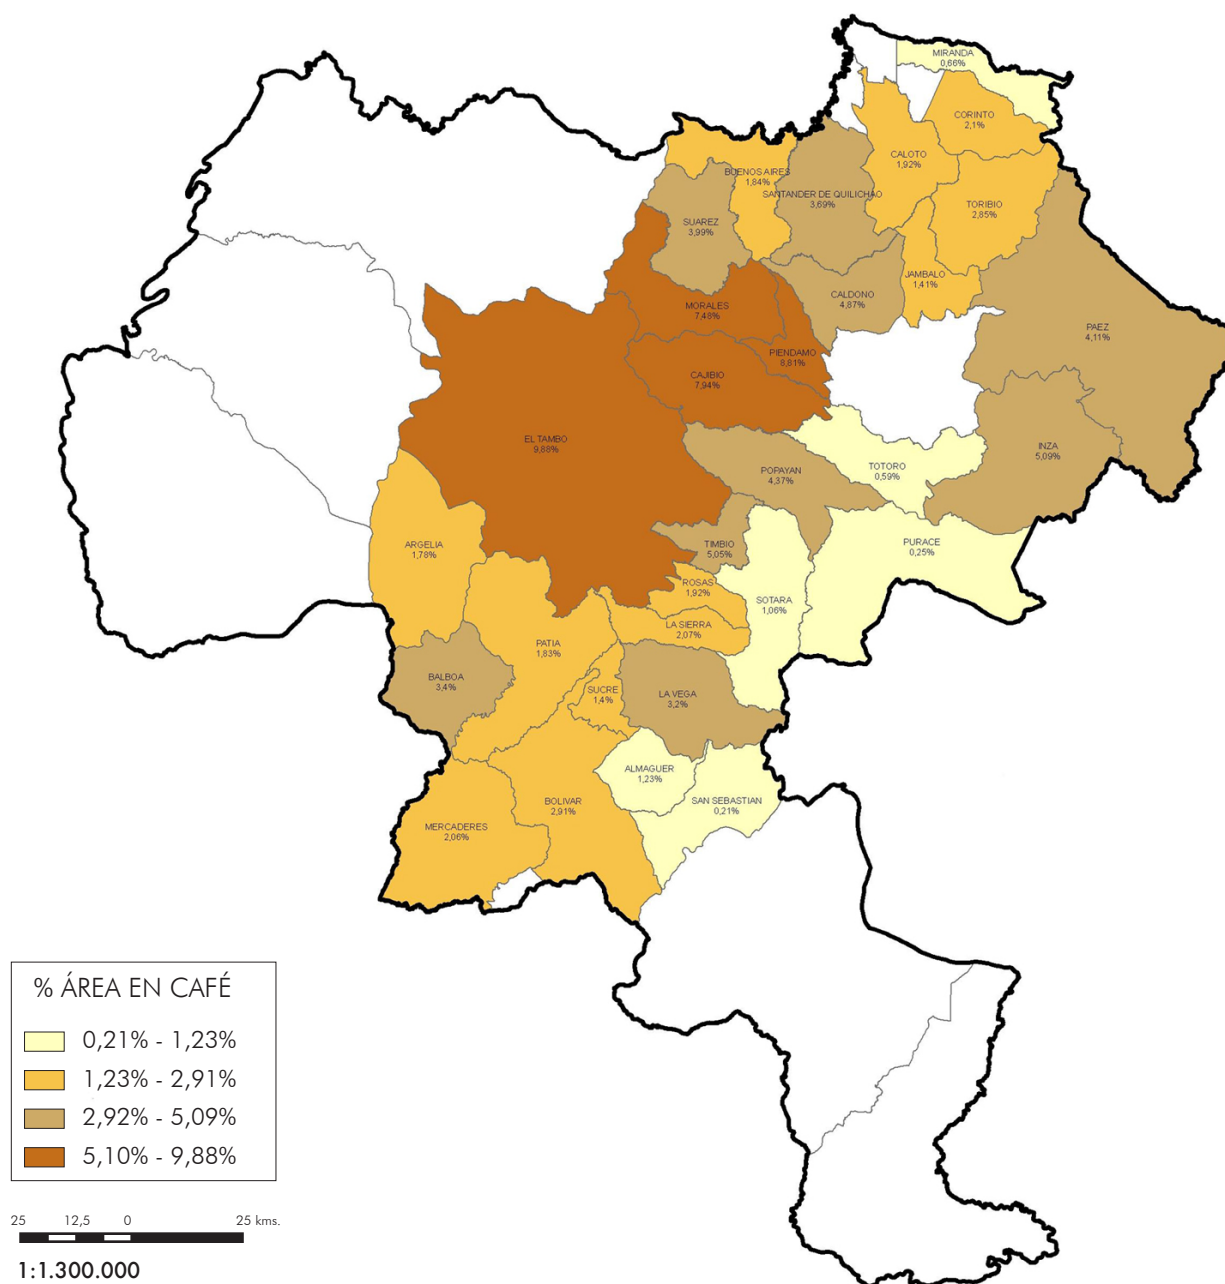 MIRANDA
0,66%
CORINTO
2,1%
CALOTO
1,92%
BUENOS AIRES
1,84%
SANTANDER DE QUILICHAO
3,69%
TORIBIO
2,85%
SUAREZ
3,99%
JAMBALO
1,41%
CALDONO
4,87%
MORALES
7,48%
PAEZ
4,11%
PIENDAMO
8,81%
CAJIBIO
7,94%
EL TAMBO
9,88%
INZA
5,09%
TOTORO
0,59%
POPAYAN
4,37%
ARGELIA
1,78%
TIMBIO
5,05%
PURACE
0,25%
ROSAS
1,92%
SOTARA
1,06%
LA SIERRA
2,07%
PATIA
1,83%
BALBOA
3,4%
SUCRE
1,4%
LA VEGA
3,2%
ALMAGUER
1,23%
SAN SEBASTIAN
0,21%
BOLIVAR
2,91%
MERCADERES
2,06%
% ÁREA EN CAFÉ
0,21% - 1,23%
1,23% - 2,91%
2,92% - 5,09%
5,10% - 9,88%
25 12,5 0 25 kms.
1:1.300.000